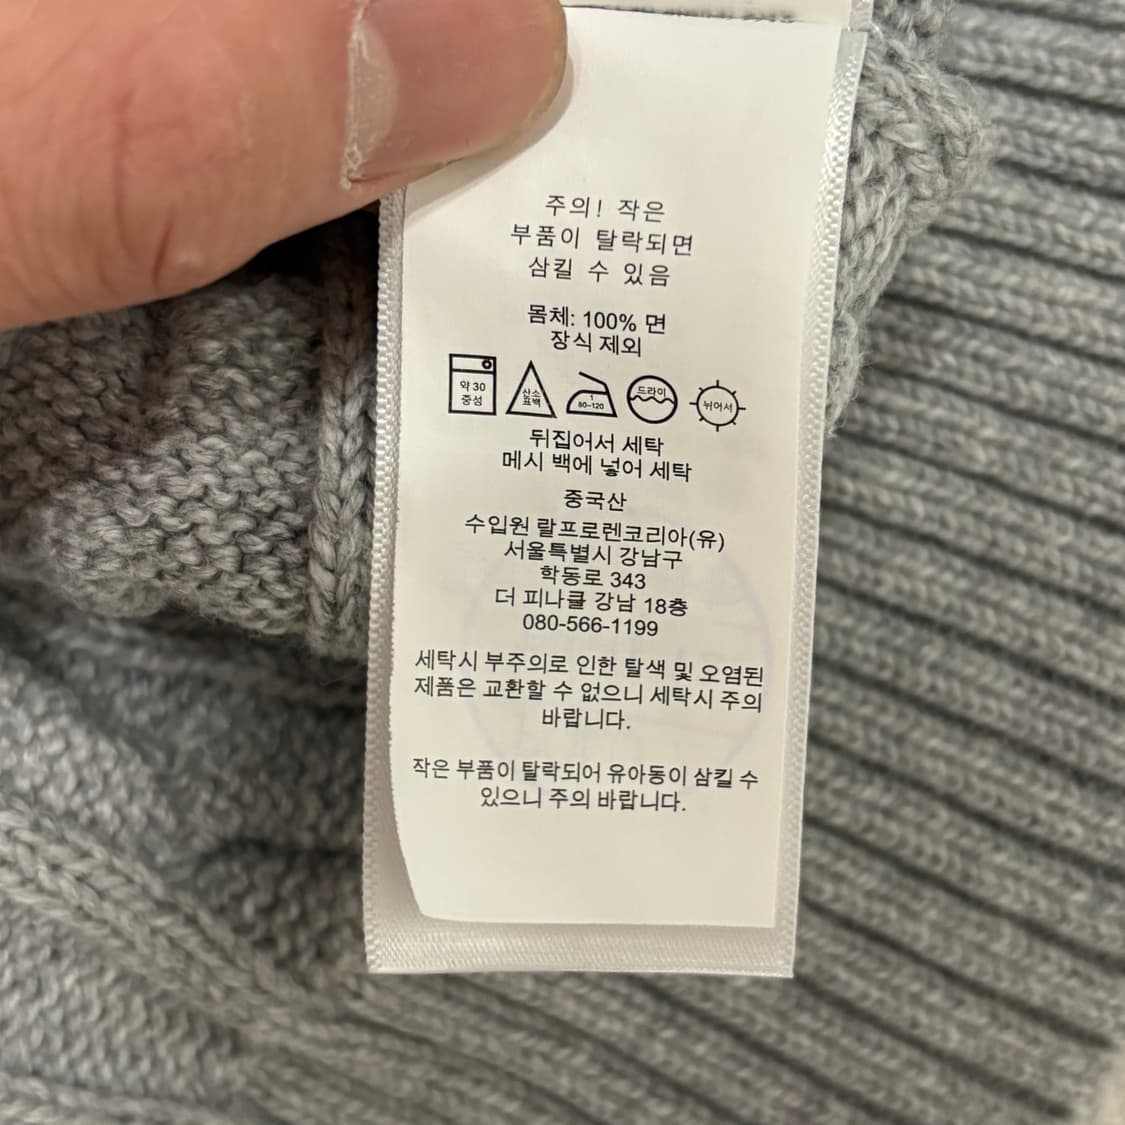 주의! 작은
부품이 탈락되면
삼킬 수 있음
몸체: 100% 면
장식 제외
약 30
중성
산소
표백
1
80~120
드라이
뉘어서
뒤집어서 세탁
메시 백에 넣어 세탁
중국산
수입원 랄프로렌코리아(유)
서울특별시 강남구
학동로 343
더 피나클 강남 18층
080-566-1199
세탁시 부주의로 인한 탈색 및 오염된
제품은 교환할 수 없으니 세탁시 주의
바랍니다.
작은 부품이 탈락되어 유아동이 삼킬 수
있으니 주의 바랍니다.